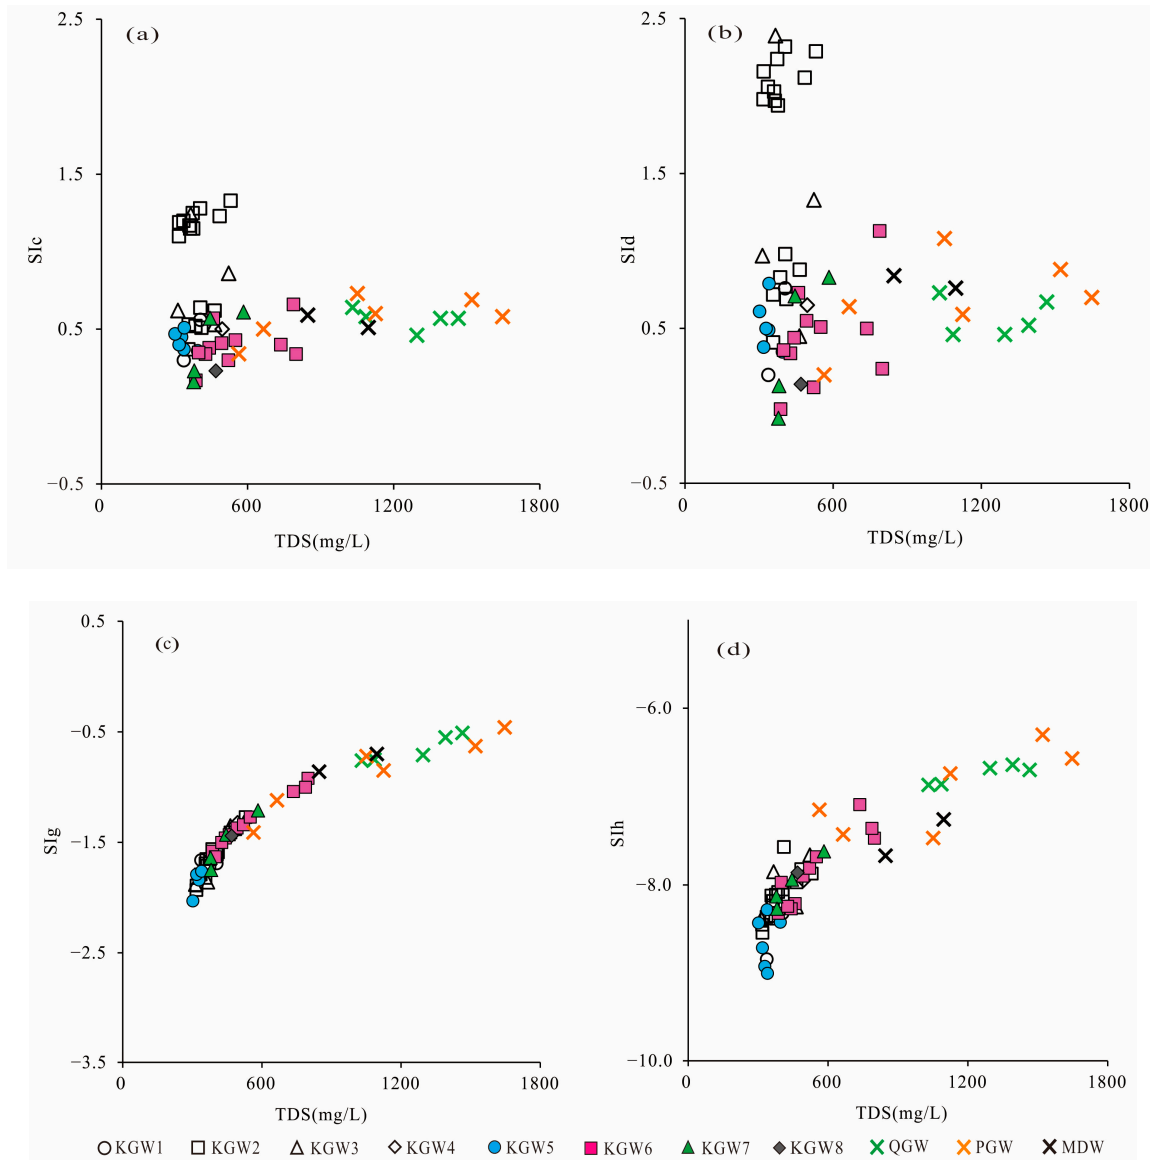 2.5
(a)
1.5
SIc
0.5
−0.5
0
600
1200
1800
TDS(mg/L)
2.5
(b)
1.5
SId
0.5
−0.5
0
600
1200
1800
TDS(mg/L)
0.5
(c)
−0.5
SIg
−1.5
−2.5
−3.5
0
600
1200
1800
TDS(mg/L)
(d)
−6.0
SIh
−8.0
−10.0
0
600
1200
1800
TDS(mg/L)
KGW1 KGW2 KGW3 KGW4 KGW5 KGW6 KGW7 KGW8 QGW PGW MDW